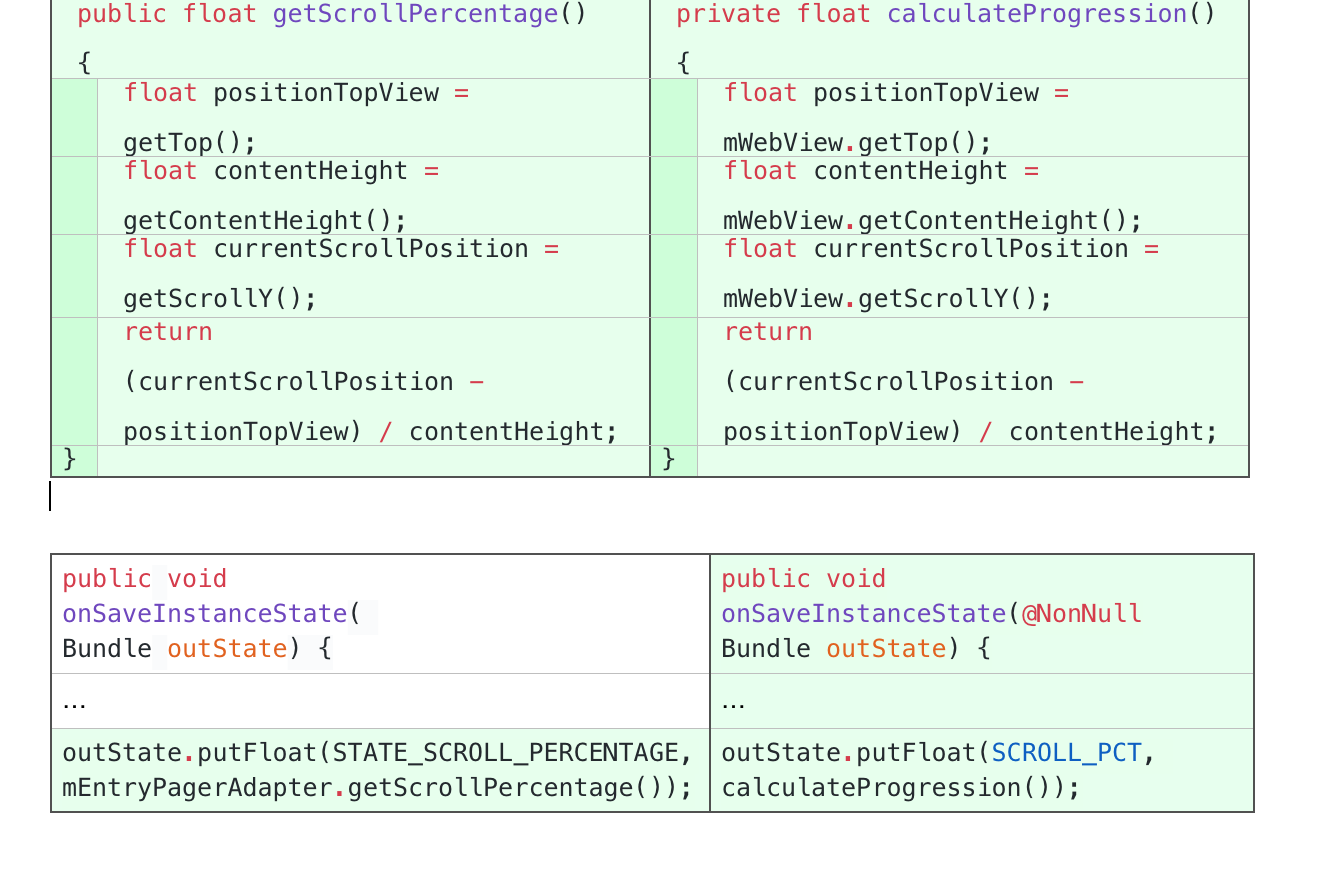 public float getScrollPercentage()
{
float positionTopView =
getTop();
float contentHeight =
getContentHeight();
float currentScrollPosition =
getScrollY();
return
(currentScrollPosition −
positionTopView) / contentHeight;
}
private float calculateProgression()
{
float positionTopView =
mWebView.getTop();
float contentHeight =
mWebView.getContentHeight();
float currentScrollPosition =
mWebView.getScrollY();
return
(currentScrollPosition −
positionTopView) / contentHeight;
}
public void
onSaveInstanceState(
Bundle outState) {
...
outState.putFloat(STATE_SCROLL_PERCENTAGE,
mEntryPagerAdapter.getScrollPercentage());
public void
onSaveInstanceState(@NonNull
Bundle outState) {
...
outState.putFloat(SCROLL_PCT,
calculateProgression());